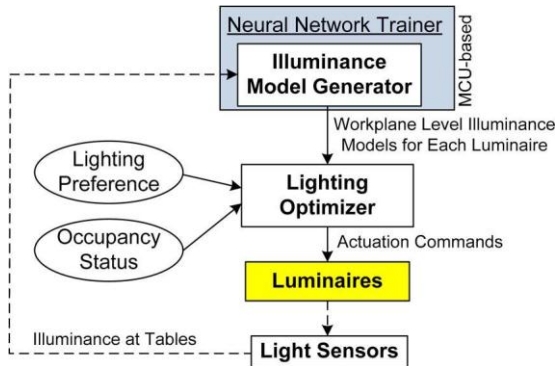 Neural Network Trainer
Illuminance
Model Generator
MCU-based
Workplane Level Illuminance
Models for Each Luminaire
Lighting
Preference
Lighting
Optimizer
Occupancy
Status
Actuation Commands
Luminaires
Illuminance at Tables
Light Sensors